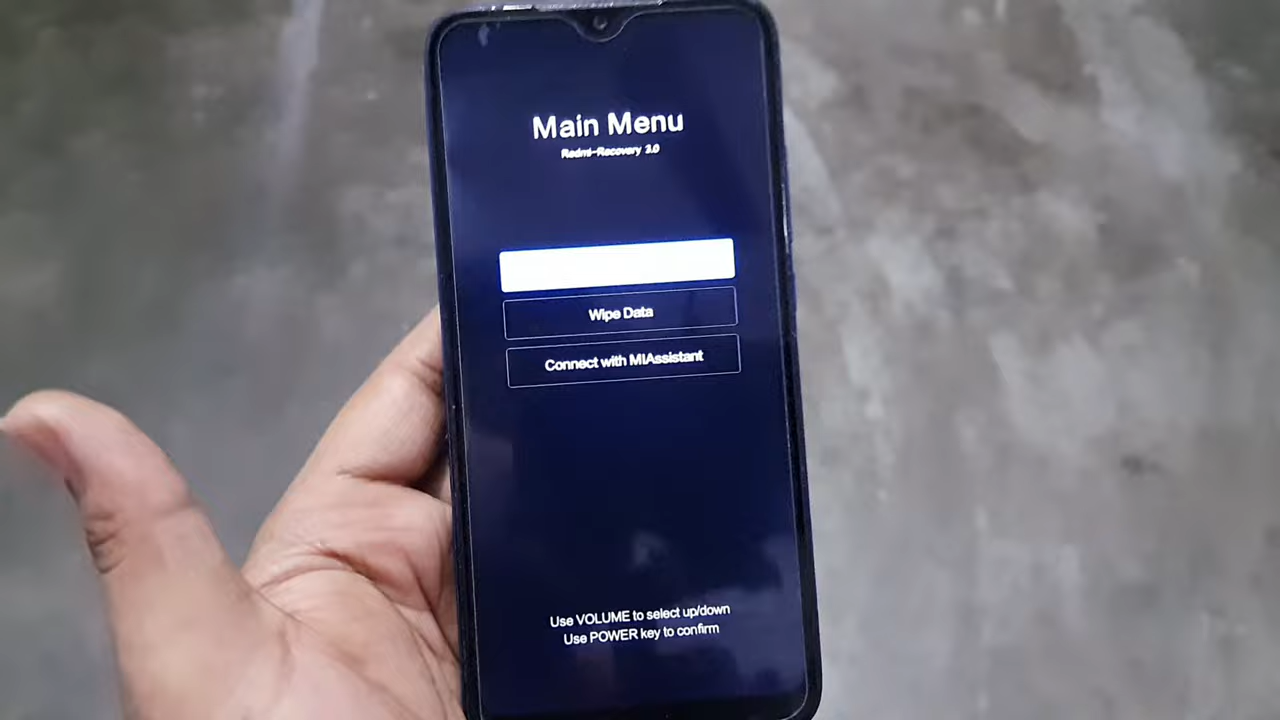 Main Menu
Redmi-Recovery 3.0
Wipe Data
Connect with MIAssistant
Use VOLUME to select up/down
Use POWER key to confirm